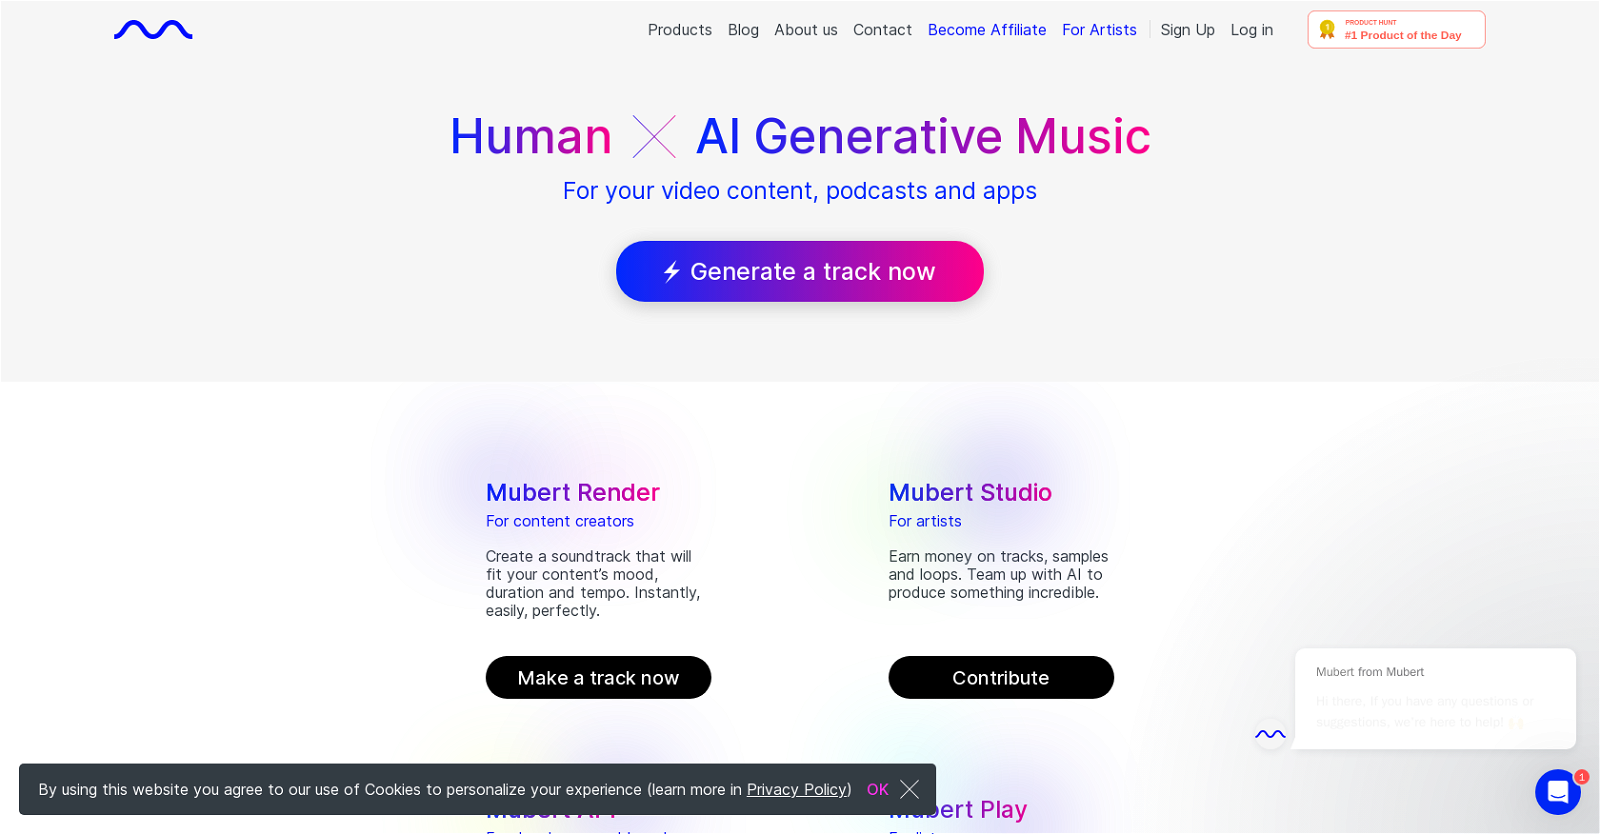 Products Blog About us Contact Become Affiliate For Artists Sign Up Log in
PRODUCT HUNT
#1 Product of the Day
Human AI Generative Music
For your video content, podcasts and apps
Generate a track now
Mubert Render
For content creators
Create a soundtrack that will
fit your content’s mood,
duration and tempo. Instantly,
easily, perfectly.
Make a track now
Mubert Studio
For artists
Earn money on tracks, samples
and loops. Team up with AI to
produce something incredible.
Contribute
Mubert from Mubert
Hi there, If you have any questions or
suggestions, we're here to help! 🙌
1
By using this website you agree to our use of Cookies to personalize your experience (learn more in Privacy Policy) OK
Mubert Play